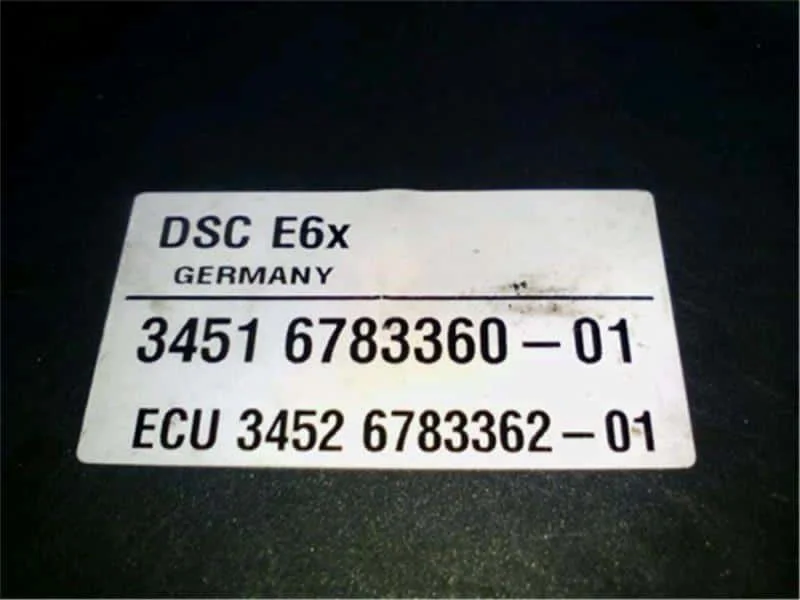 DSC E6x
GERMANY
3451 6783360-01
ECU 3452 6783362-01